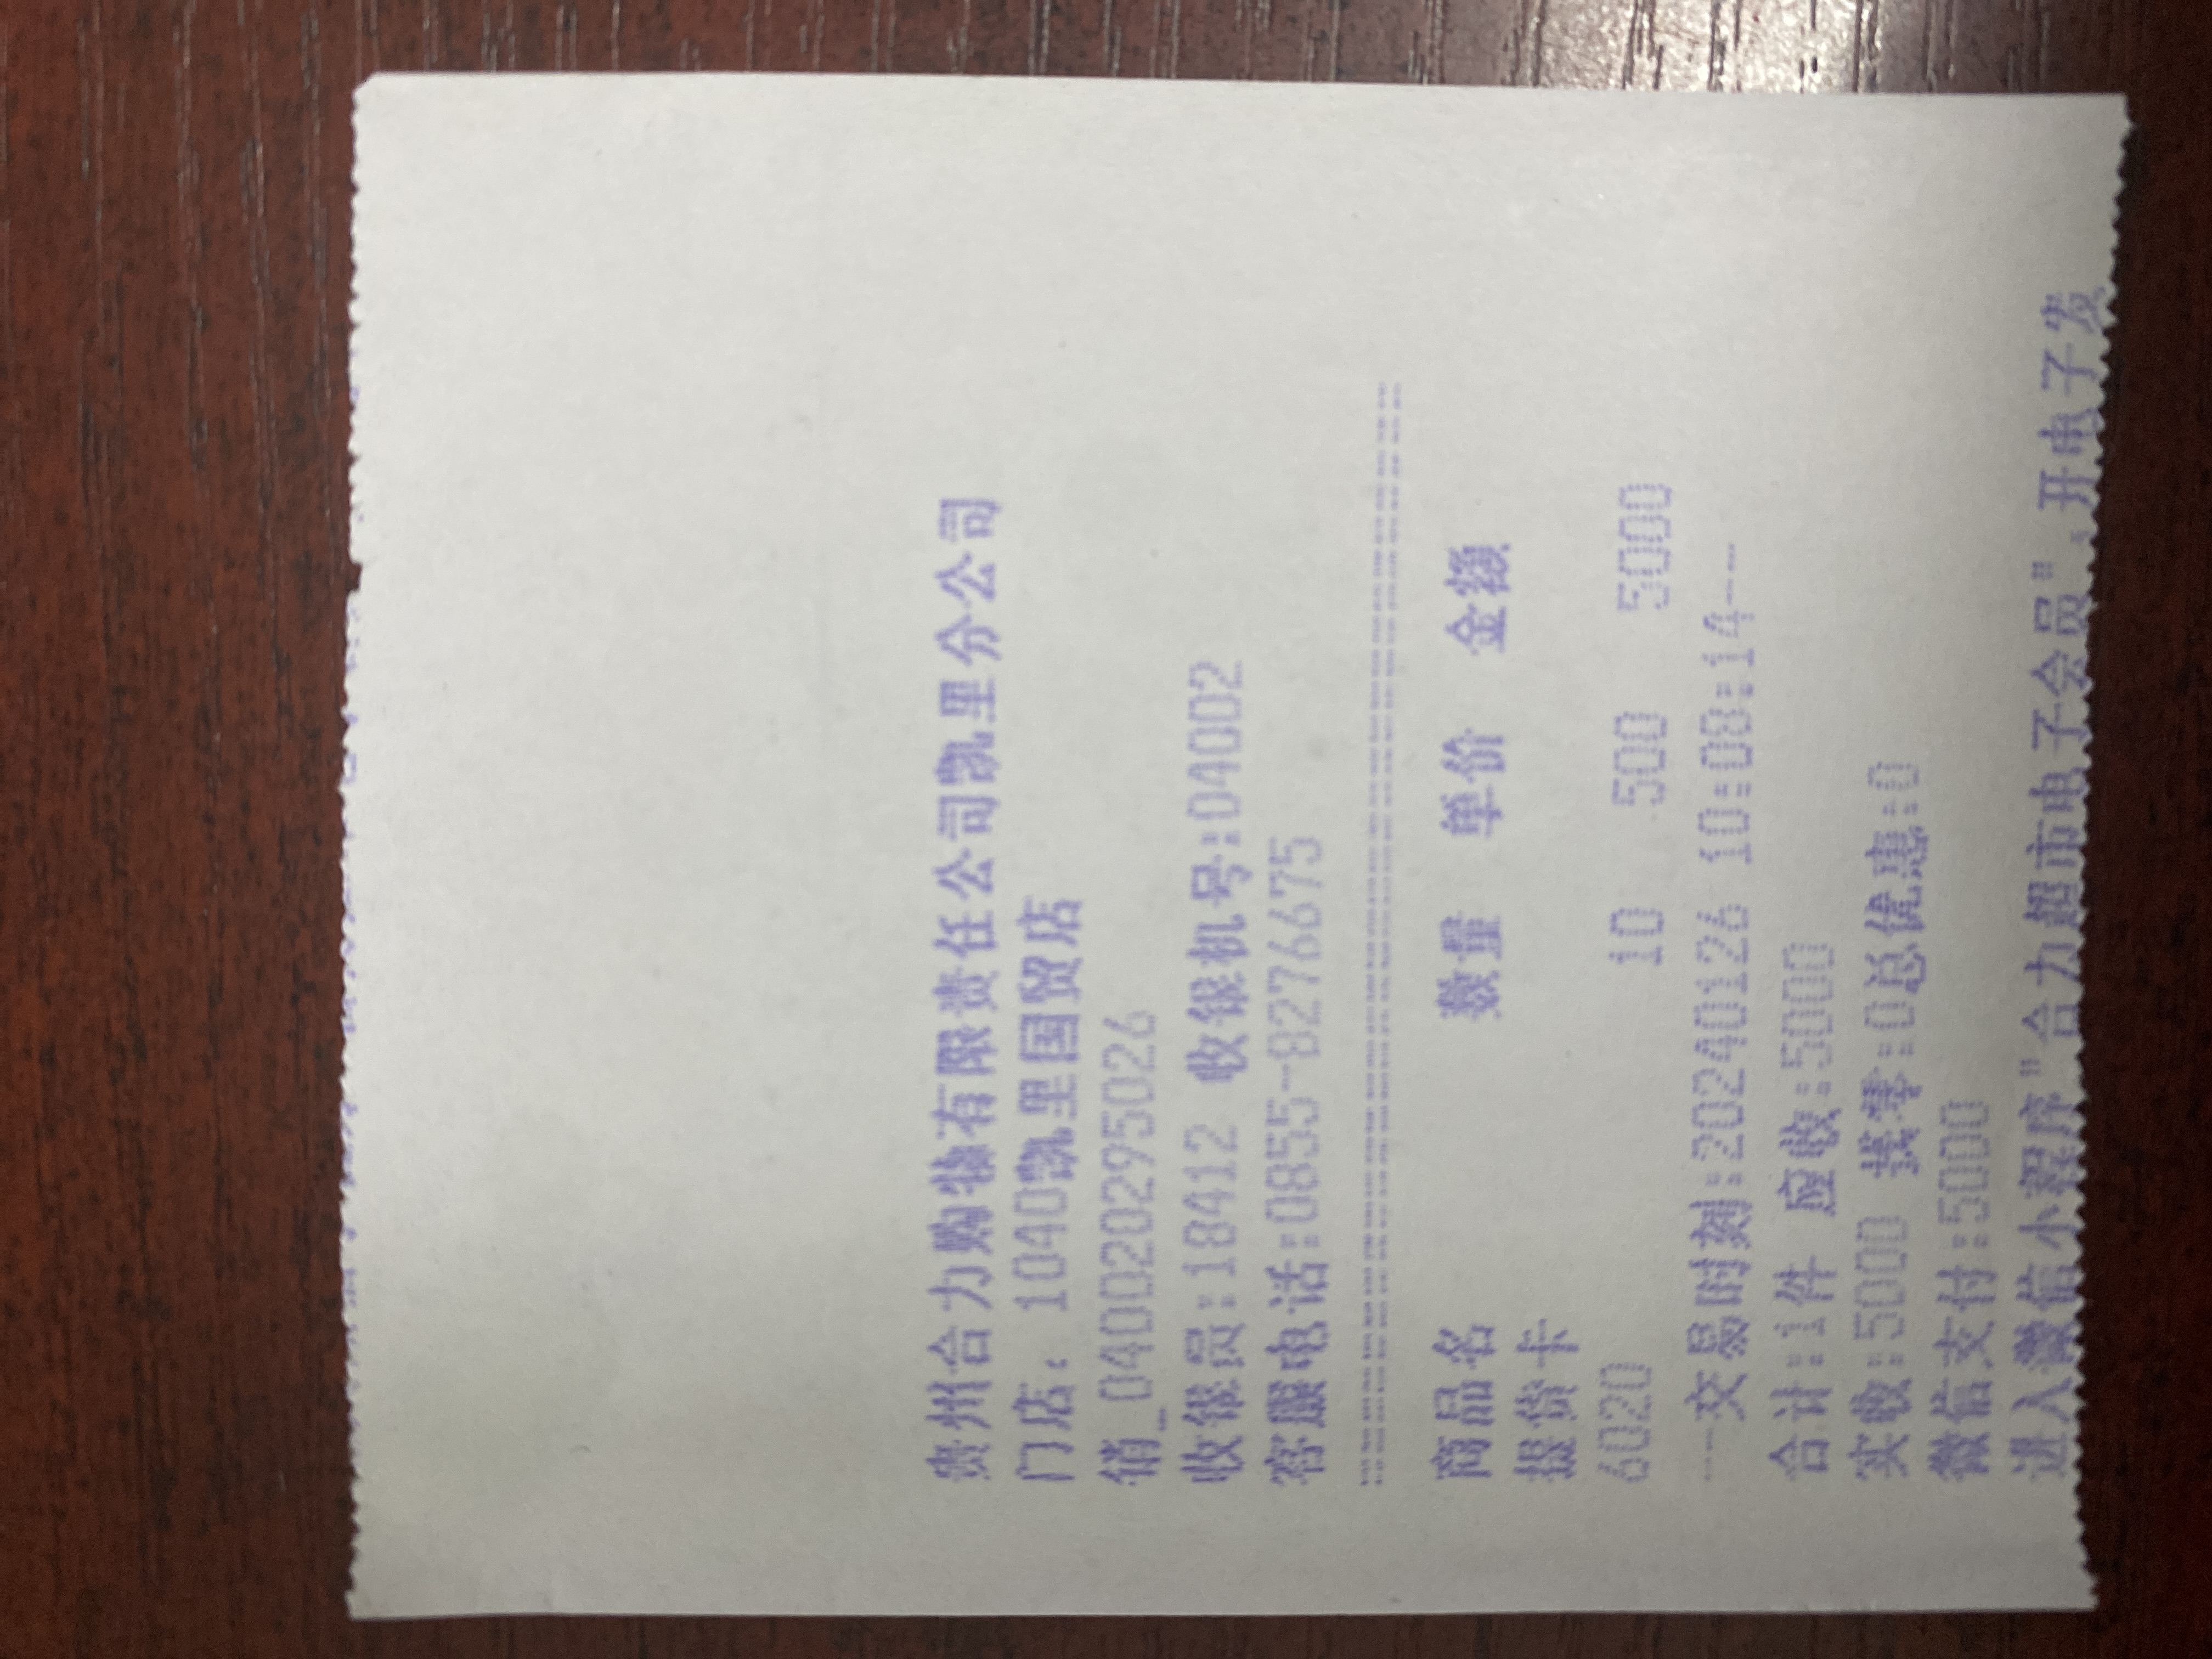 贵州合力购物有限责任公司凯里分公司
门店: 1040凯里国贸店
销_04002020295026
收银员:18412 收银机号:04002
客服电话:0855-8276675
================================
商品名 数量 单价 金额
提货卡
6020 10 500 5000
---交易时刻:20240126 10:08:14---
合计:1件 应收:5000
实收:5000 找零:0总优惠:0
微信支付:5000
进入微信小程序"合力超市电子会员",开电子发